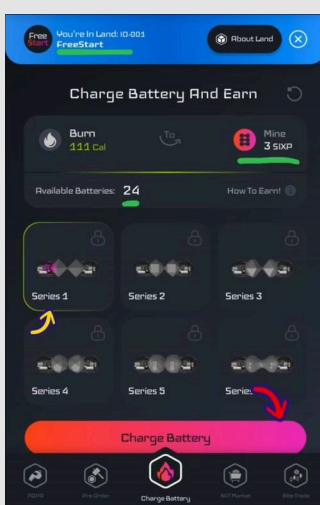 Free
Start
You're In Land: ID-001
FreeStart
About Land
Charge Battery And Earn
Burn
111 Cal
To
Mine
3 SIXP
Available Batteries: 24
How To Earn!
Series 1
Series 2
Series 3
Series 4
Series 5
Series
Charge Battery
Pre Order
Charge Battery
NFT Market